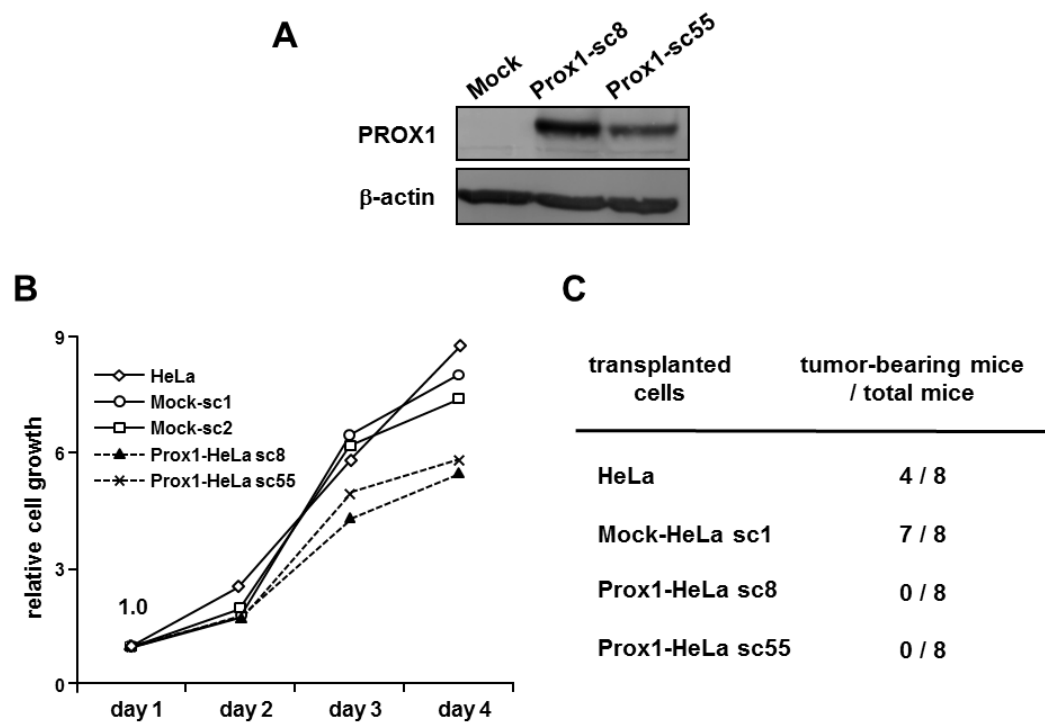 A
Mock
Prox1-sc8
Prox1-sc55
PROX1
β-actin
B
9
6
3
0
relative cell growth
HeLa
Mock-sc1
Mock-sc2
Prox1-HeLa sc8
Prox1-HeLa sc55
1.0
day 1 day 2 day 3 day 4
C
transplanted cells
tumor-bearing mice / total mice
HeLa 4 / 8
Mock-HeLa sc1 7 / 8
Prox1-HeLa sc8 0 / 8
Prox1-HeLa sc55 0 / 8